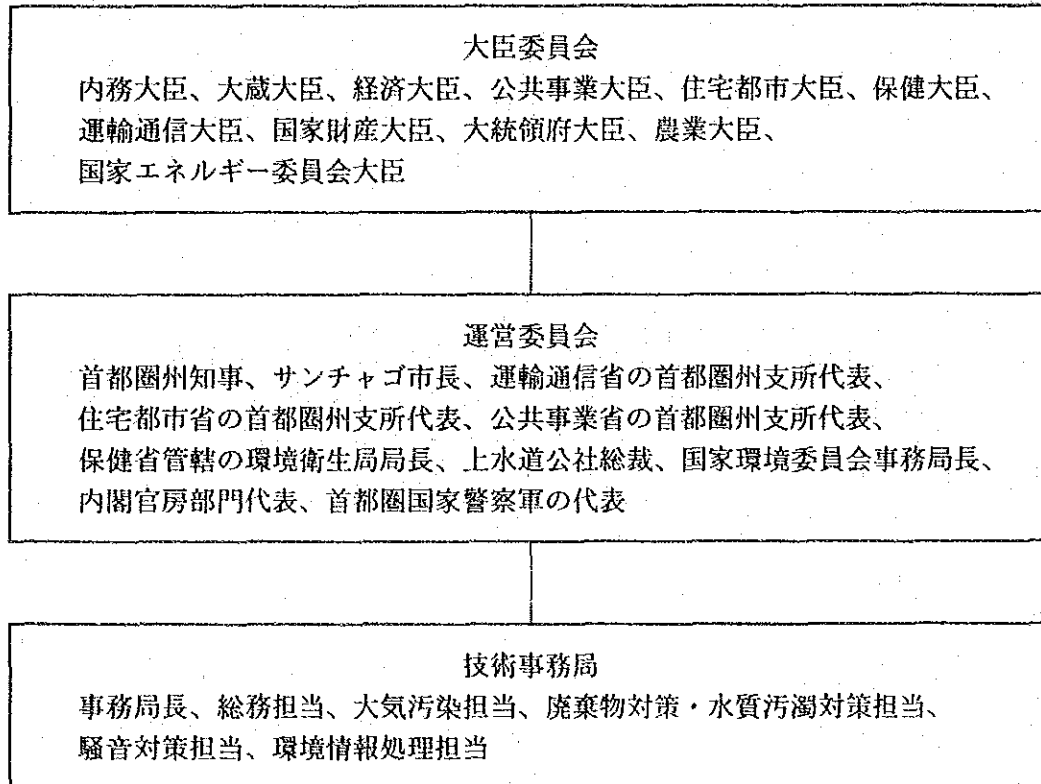 大臣委員会
内務大臣、大蔵大臣、経済大臣、公共事業大臣、住宅都市大臣、保健大臣、
運輸通信大臣、国家財産大臣、大統領府大臣、農業大臣、
国家エネルギー委員会大臣
運営委員会
首都圏州知事、サンチャゴ市長、運輸通信省の首都圏州支所代表、
住宅都市省の首都圏州支所代表、公共事業省の首都圏州支所代表、
保健省管轄の環境衛生局局長、上水道公社総裁、国家環境委員会事務局長、
内閣官房部門代表、首都圏国家警察軍の代表
技術事務局
事務局長、総務担当、大気汚染担当、廃棄物対策・水質汚濁対策担当、
騒音対策担当、環境情報処理担当